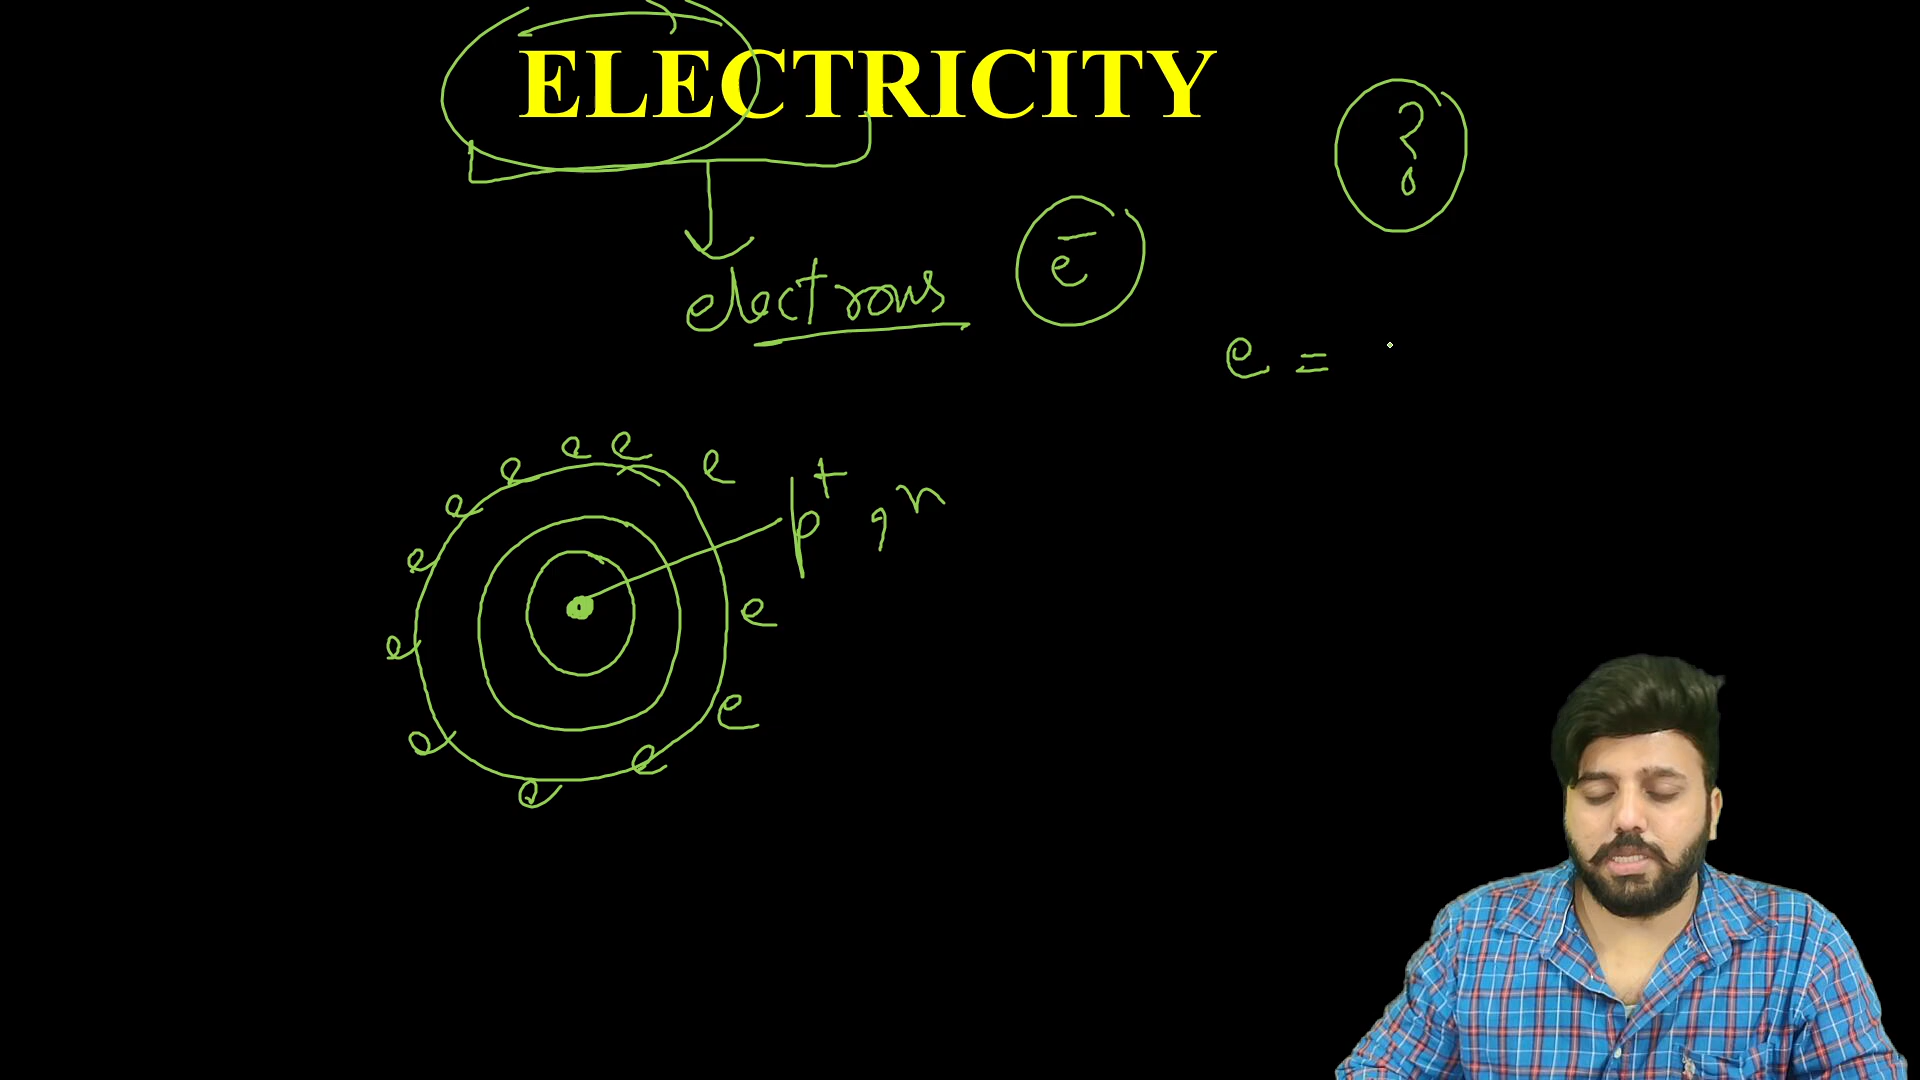 ELECTRICITY
?
e⁻
electrons
e =
e e e
e
e p⁺, n
e
e
e e
e
e e
e